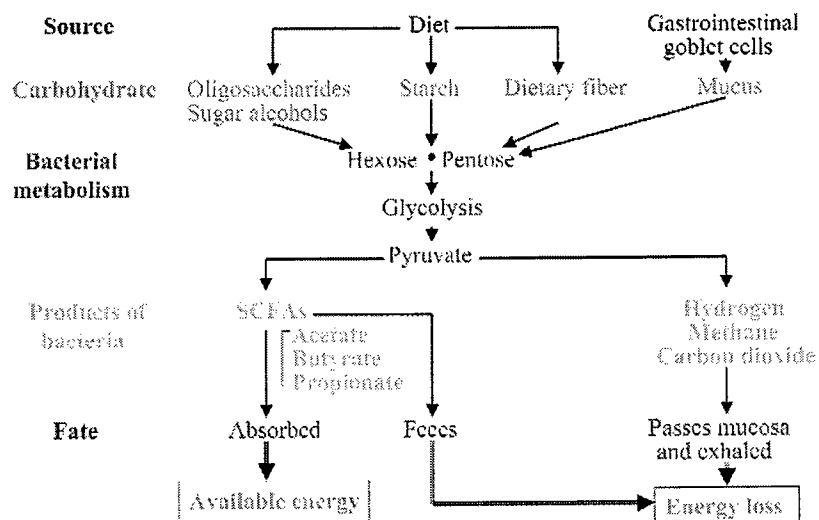 Source
Diet
Gastrointestinal
goblet cells
Carbohydrate
Oligosaccharides
Sugar alcohols
Starch
Dietary fiber
Mucus
Bacterial
metabolism
Hexose • Pentose
Glycolysis
Pyruvate
Products of
bacteria
SCFAs
Acetate
Butyrate
Propionate
Hydrogen
Methane
Carbon dioxide
Fate
Absorbed
Feces
Passes mucosa
and exhaled
Available energy
Energy loss